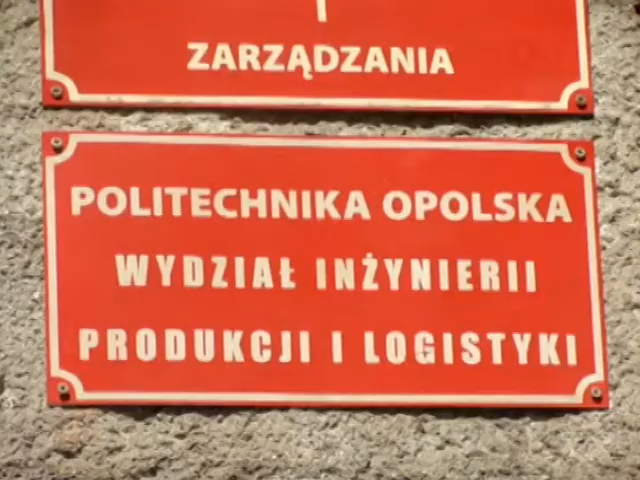 I
ZARZĄDZANIA
POLITECHNIKA OPOLSKA
WYDZIAŁ INŻYNIERII
PRODUKCJI I LOGISTYKI